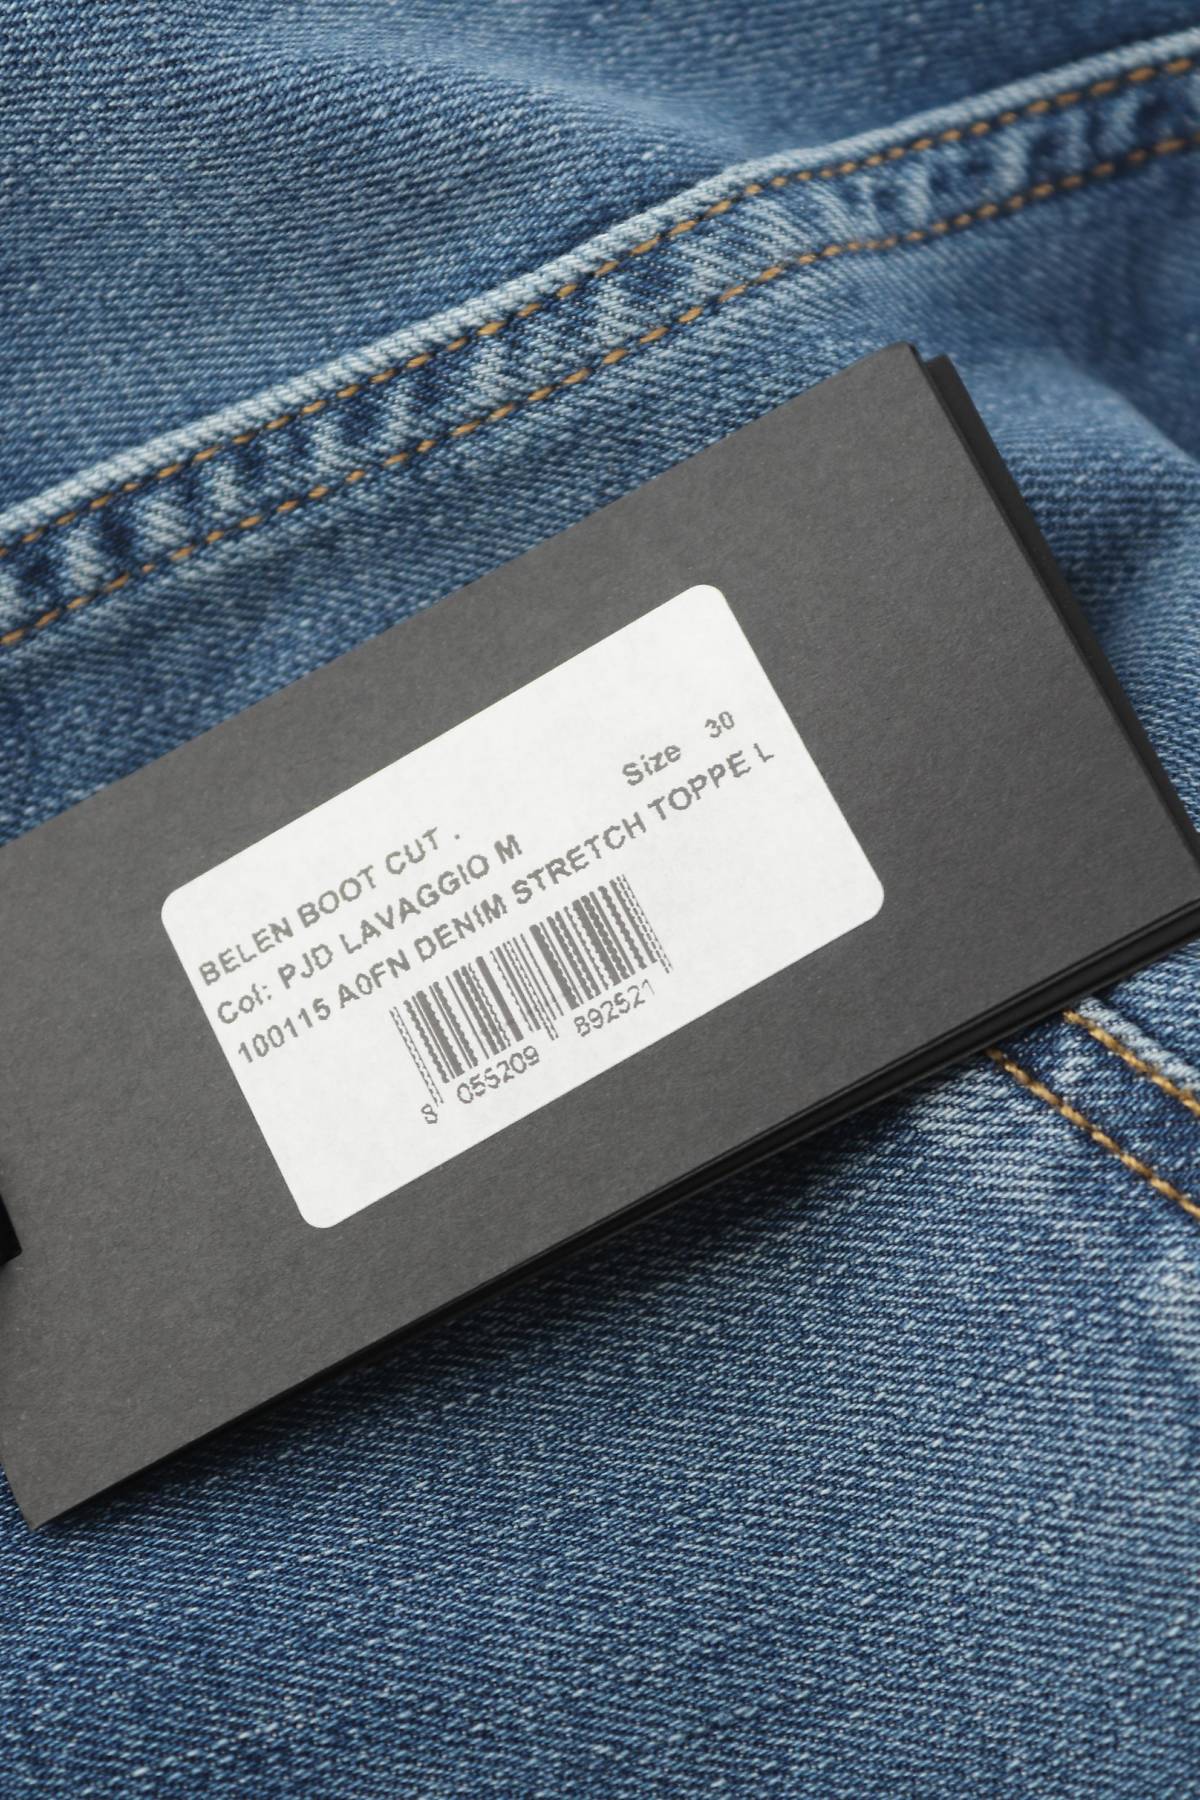 Size 30
BELEN BOOT CUT .
Col: PJD LAVAGGIO M
100115 A0FN DENIM STRETCH TOPPE L
8 055209 892521